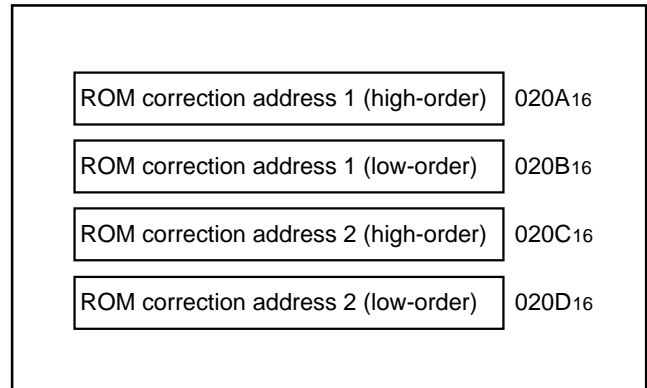 ROM correction address 1 (high-order) 020A16
ROM correction address 1 (low-order) 020B16
ROM correction address 2 (high-order) 020C16
ROM correction address 2 (low-order) 020D16